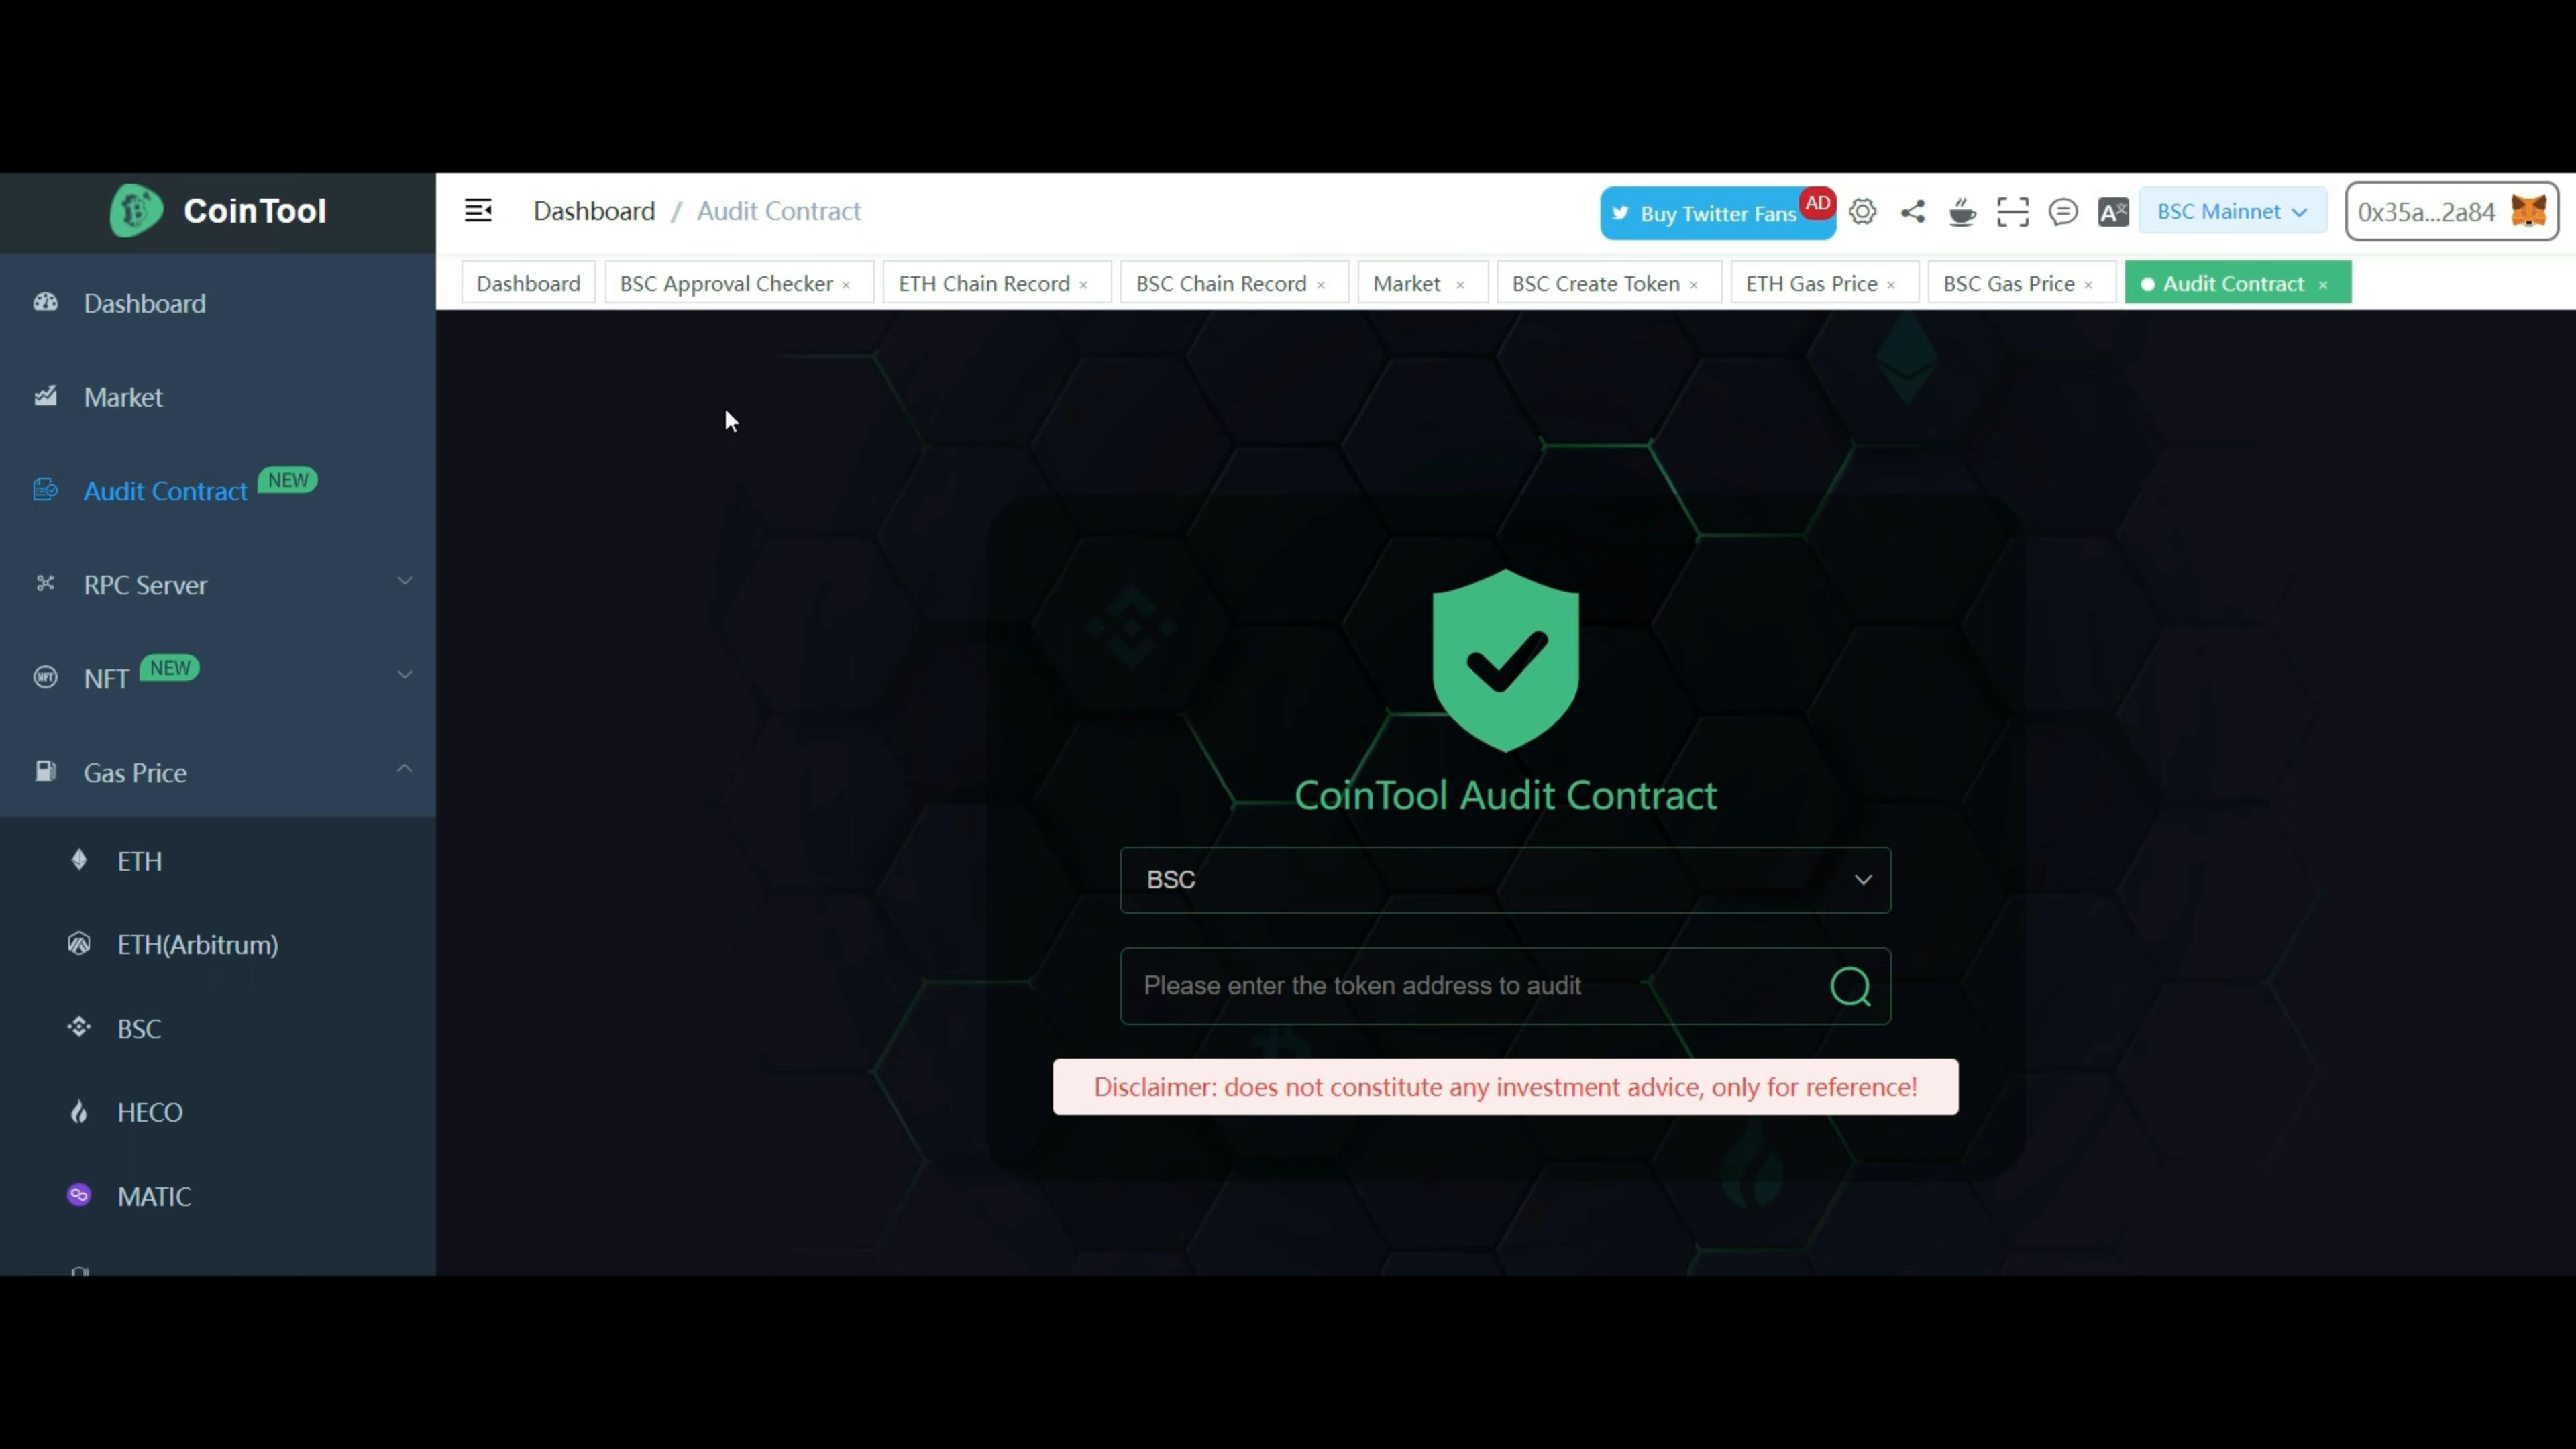 CoinTool
Dashboard / Audit Contract
Buy Twitter Fans AD
BSC Mainnet
0x35a...2a84
Dashboard BSC Approval Checker × ETH Chain Record × BSC Chain Record × Market × BSC Create Token × ETH Gas Price × BSC Gas Price × Audit Contract ×
Dashboard
Market
Audit Contract NEW
RPC Server
NFT NEW
Gas Price
ETH
ETH(Arbitrum)
BSC
HECO
MATIC
CoinTool Audit Contract
BSC
Please enter the token address to audit
Disclaimer: does not constitute any investment advice, only for reference!